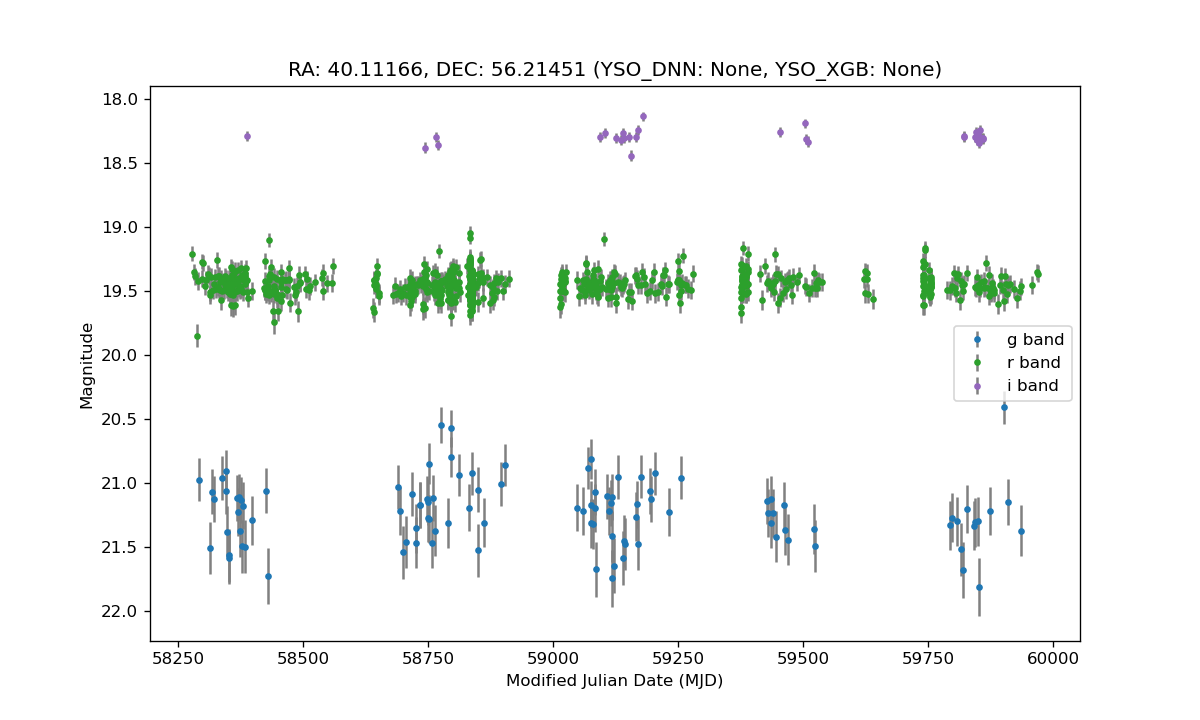 RA: 40.11166, DEC: 56.21451 (YSO_DNN: None, YSO_XGB: None)
18.0
18.5
19.0
19.5
20.0
20.5
21.0
21.5
22.0
Magnitude
g band
r band
i band
58250 58500 58750 59000 59250 59500 59750 60000
Modified Julian Date (MJD)